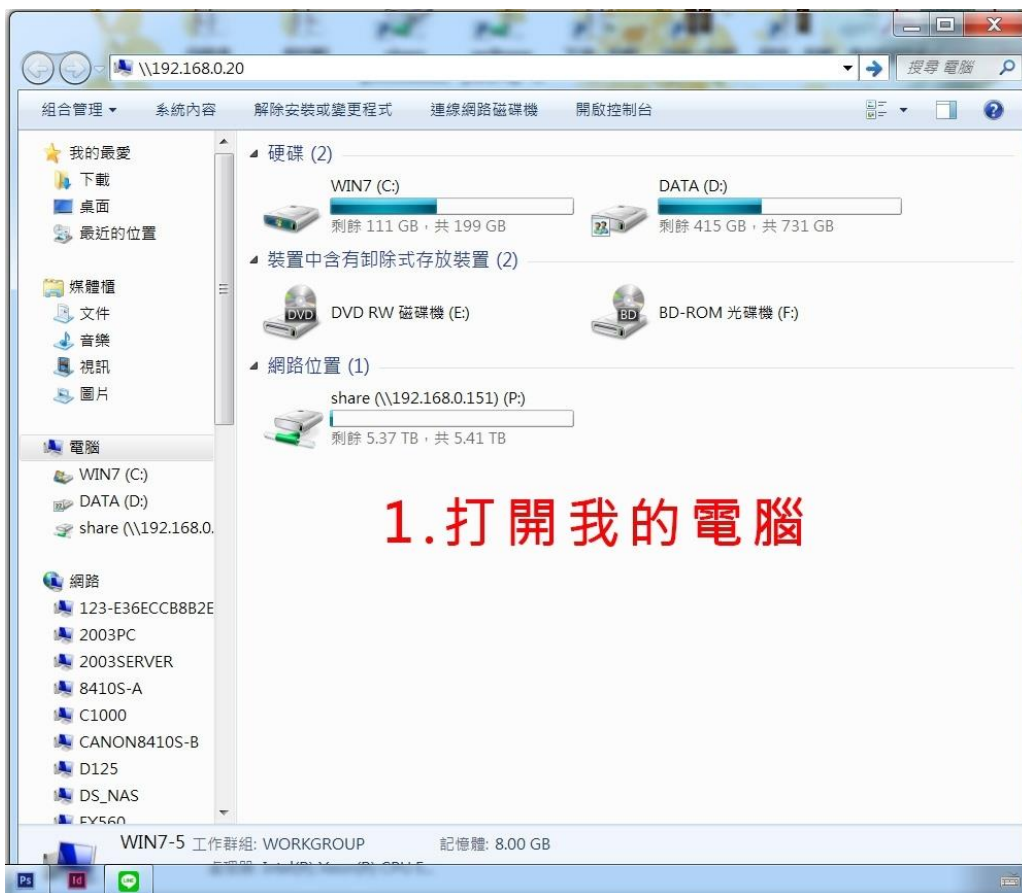 \\192.168.0.20
搜尋 電腦
組合管理 系統內容 解除安裝或變更程式 連線網路磁碟機 開啟控制台
我的最愛
下載
桌面
最近的位置
媒體櫃
文件
音樂
視訊
圖片
電腦
WIN7 (C:)
DATA (D:)
share (\\192.168.0.
網路
123-E36ECCB8B2E
2003PC
2003SERVER
8410S-A
C1000
CANON8410S-B
D125
DS_NAS
硬碟 (2)
WIN7 (C:)
剩餘 111 GB，共 199 GB
DATA (D:)
剩餘 415 GB，共 731 GB
裝置中含有卸除式存放裝置 (2)
DVD RW 磁碟機 (E:)
BD-ROM 光碟機 (F:)
網路位置 (1)
share (\\192.168.0.151) (P:)
剩餘 5.37 TB，共 5.41 TB
1.打開我的電腦
WIN7-5 工作群組: WORKGROUP 記憶體: 8.00 GB
Ps
Id